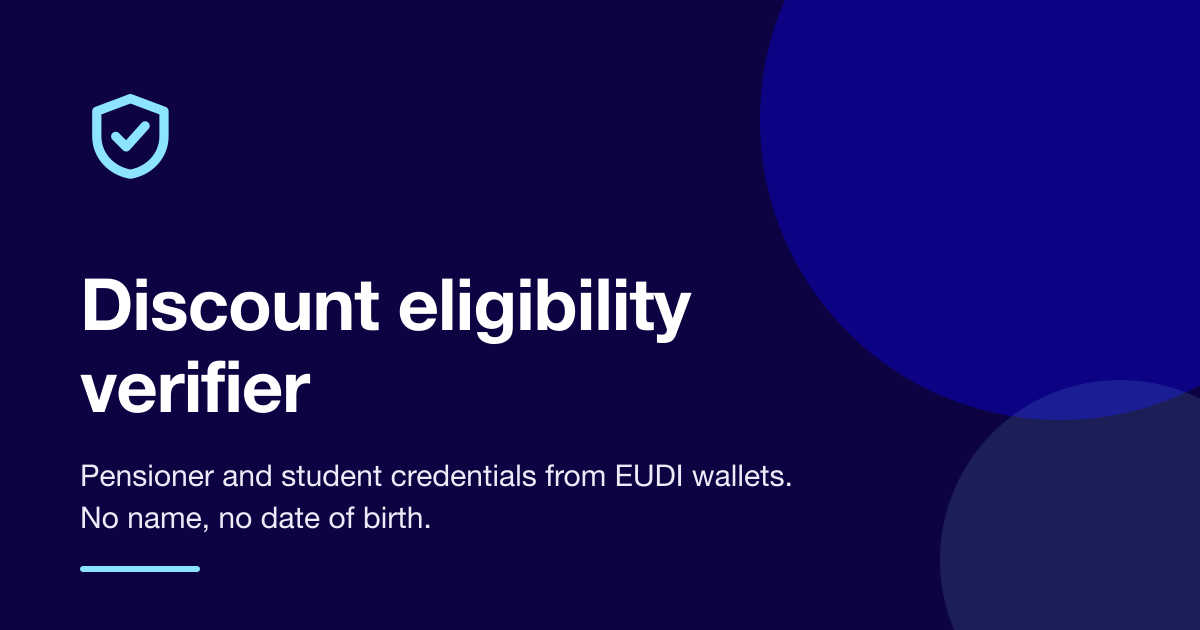 Discount eligibility
verifier
Pensioner and student credentials from EUDI wallets.
No name, no date of birth.